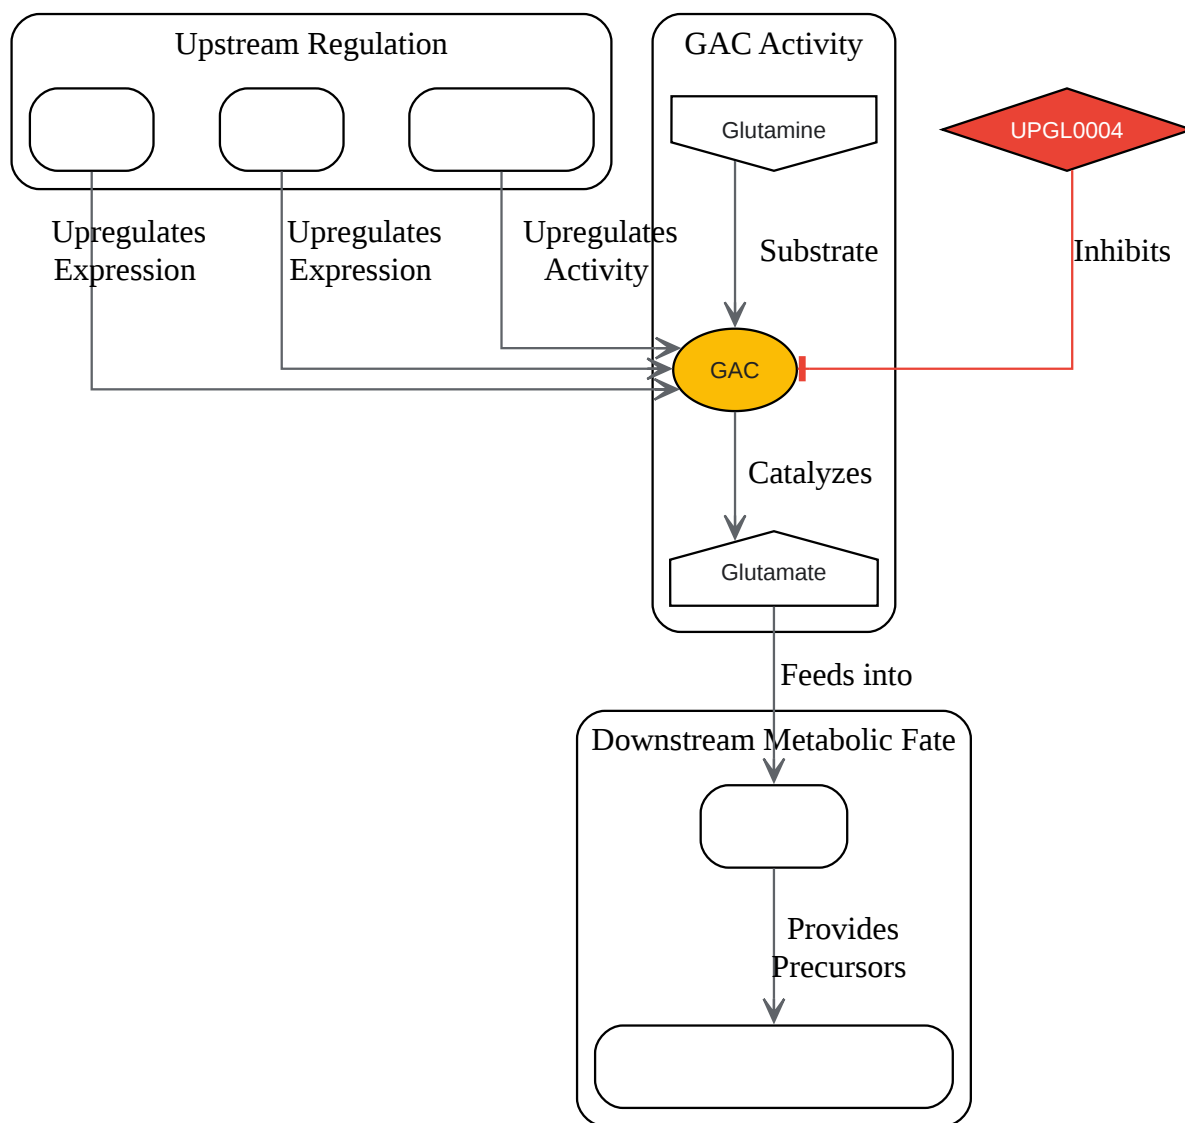 Upstream Regulation
GAC Activity
Glutamine
UPGL0004
Upregulates
Expression
Upregulates
Expression
Upregulates
Activity
Substrate
Inhibits
GAC
Catalyzes
Glutamate
Feeds into
Downstream Metabolic Fate
Provides
Precursors